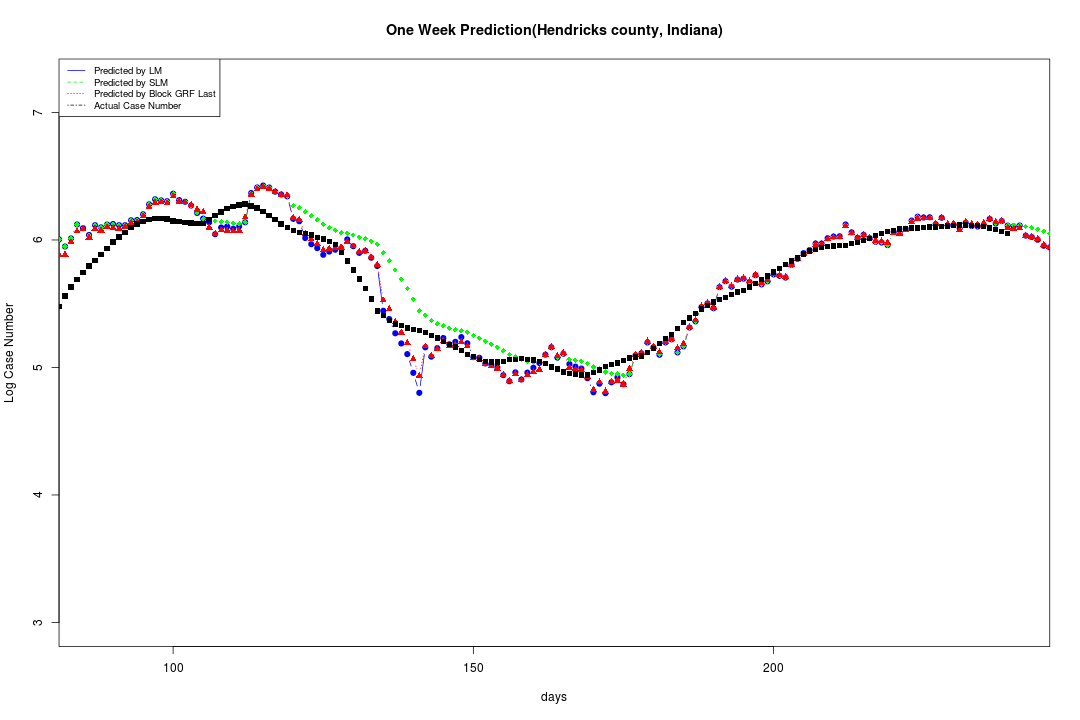 One Week Prediction(Hendricks county, Indiana)
Predicted by LM
Predicted by SLM
Predicted by Block GRF Last
Actual Case Number
Log Case Number
7
6
5
4
3
100 150 200
days